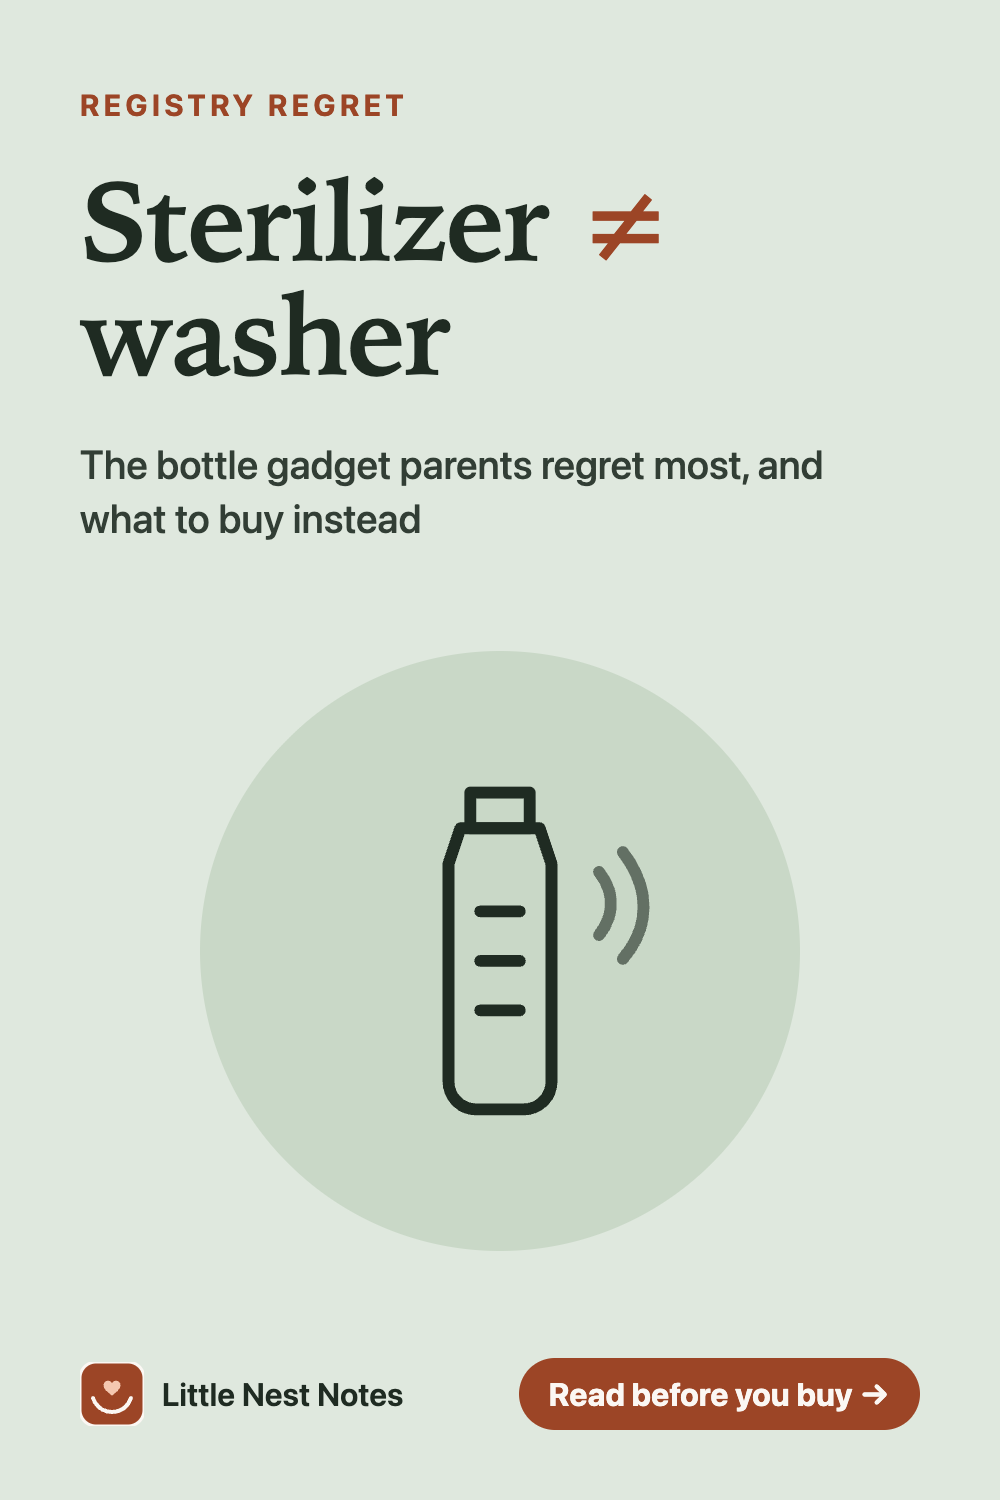 REGISTRY REGRET
Sterilizer ≠
washer
The bottle gadget parents regret most, and
what to buy instead
Little Nest Notes
Read before you buy →